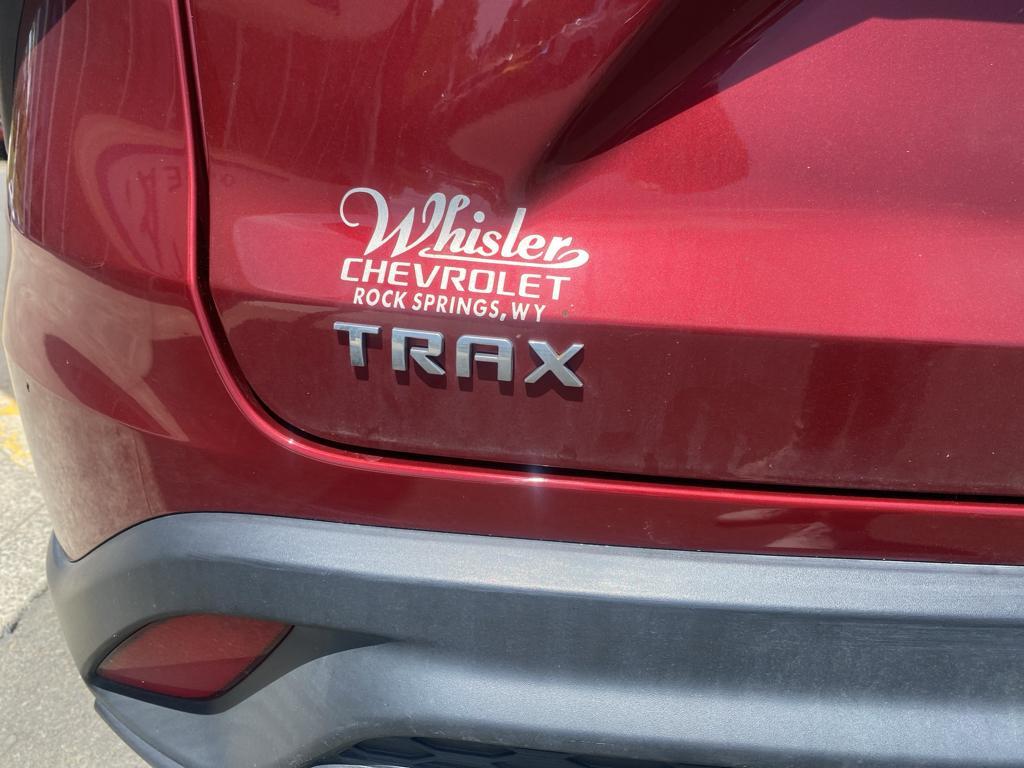 Whisler
CHEVROLET
ROCK SPRINGS, WY
TRAX